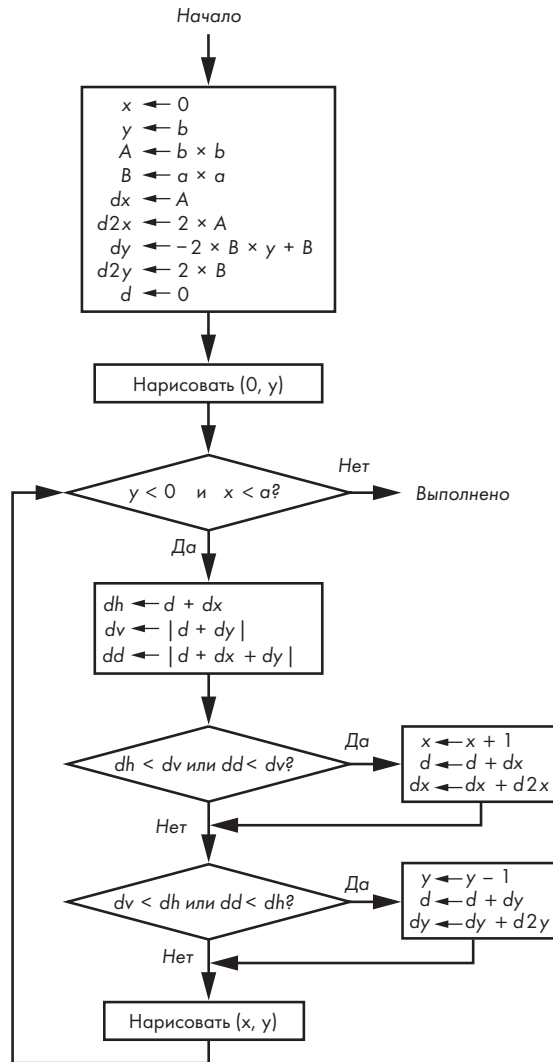 Начало
x ← 0
y ← b
A ← b × b
B ← a × a
dx ← A
d2x ← 2 × A
dy ← –2 × B × y + B
d2y ← 2 × B
d ← 0
Нарисовать (0, y)
y < 0 и x < a?
Нет
Выполнено
Да
dh ← d + dx
dv ← | d + dy |
dd ← | d + dx + dy |
dh < dv или dd < dv?
Да
x ← x + 1
d ← d + dx
dx ← dx + d2x
Нет
dv < dh или dd < dh?
Да
y ← y – 1
d ← d + dy
dy ← dy + d2y
Нет
Нарисовать (x, y)